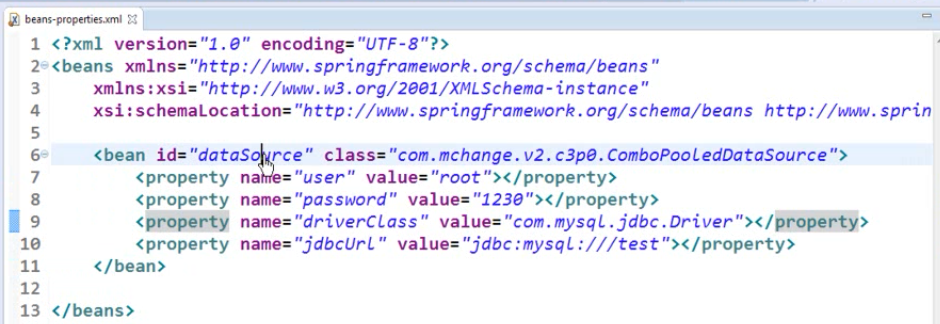 beans-properties.xml
1 <?xml version="1.0" encoding="UTF-8"?>
2 <beans xmlns="http://www.springframework.org/schema/beans"
3 xmlns:xsi="http://www.w3.org/2001/XMLSchema-instance"
4 xsi:schemaLocation="http://www.springframework.org/schema/beans http://www.sprin
5
6 <bean id="dataSource" class="com.mchange.v2.c3p0.ComboPooledDataSource">
7 <property name="user" value="root"></property>
8 <property name="password" value="1230"></property>
9 <property name="driverClass" value="com.mysql.jdbc.Driver"></property>
10 <property name="jdbcUrl" value="jdbc:mysql:///test"></property>
11 </bean>
12
13 </beans>